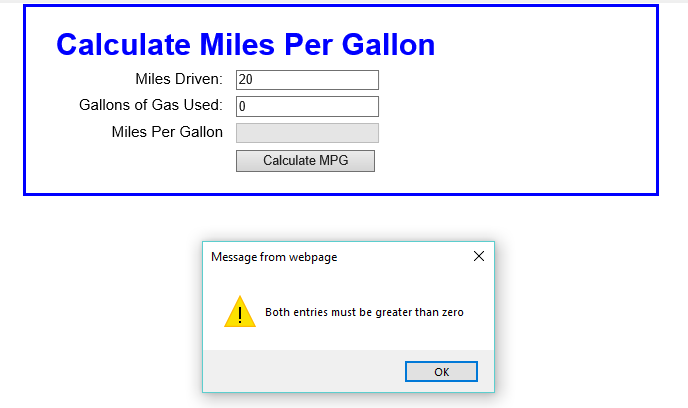 Calculate Miles Per Gallon
Miles Driven: 20
Gallons of Gas Used: 0
Miles Per Gallon
Calculate MPG
Message from webpage
Both entries must be greater than zero
OK